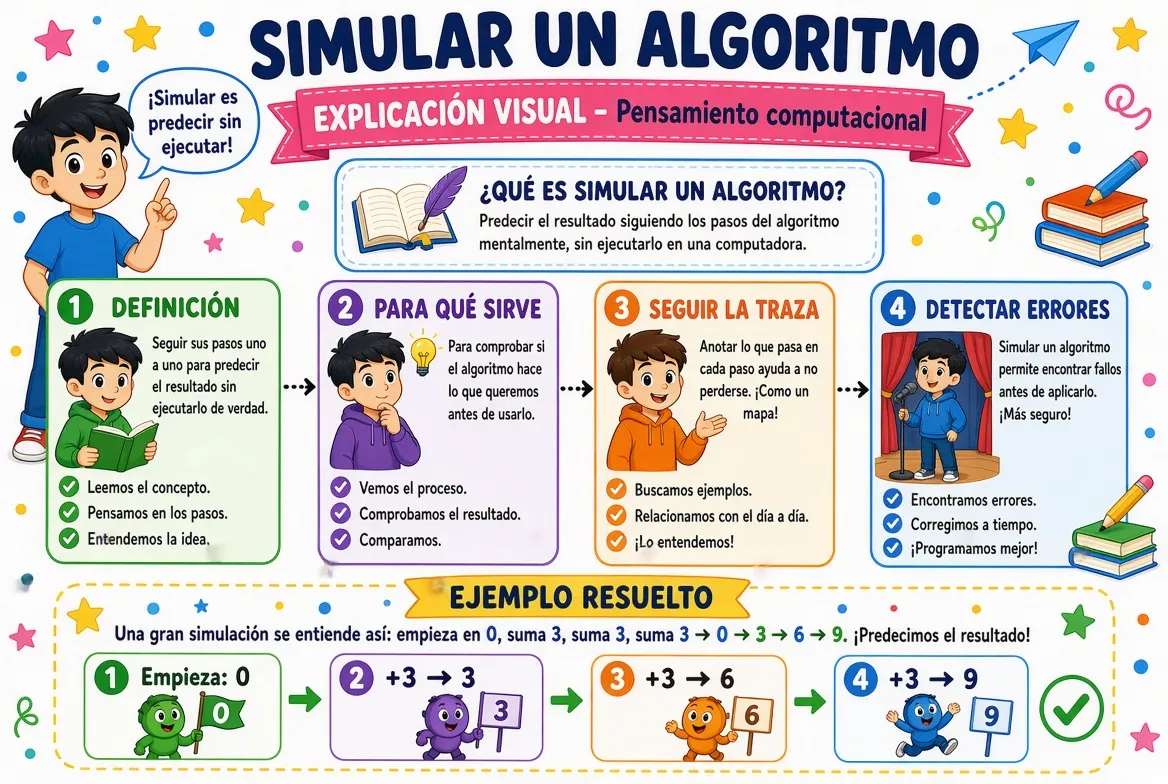 SIMULAR UN ALGORITMO
EXPLICACIÓN VISUAL – Pensamiento computacional
¡Simular es
predecir sin
ejecutar!
¿QUÉ ES SIMULAR UN ALGORITMO?
Predecir el resultado siguiendo los pasos del algoritmo
mentalmente, sin ejecutarlo en una computadora.
1 DEFINICIÓN
Seguir sus pasos uno
a uno para predecir
el resultado sin
ejecutarlo de verdad.
Leemos el concepto.
Pensamos en los pasos.
Entendemos la idea.
2 PARA QUÉ SIRVE
Para comprobar si
el algoritmo hace
lo que queremos
antes de usarlo.
Vemos el proceso.
Comprobamos el resultado.
Comparamos.
3 SEGUIR LA TRAZA
Anotar lo que pasa en
cada paso ayuda a no
perderse. ¡Como un
mapa!
Buscamos ejemplos.
Relacionamos con el día a día.
¡Lo entendemos!
4 DETECTAR ERRORES
Simular un algoritmo
permite encontrar fallos
antes de aplicarlo.
¡Más seguro!
Encontramos errores.
Corregimos a tiempo.
¡Programamos mejor!
EJEMPLO RESUELTO
Una gran simulación se entiende así: empieza en 0, suma 3, suma 3, suma 3 → 0 → 3 → 6 → 9. ¡Predecimos el resultado!
1 Empieza: 0
0
2 +3 → 3
3
3 +3 → 6
6
4 +3 → 9
9